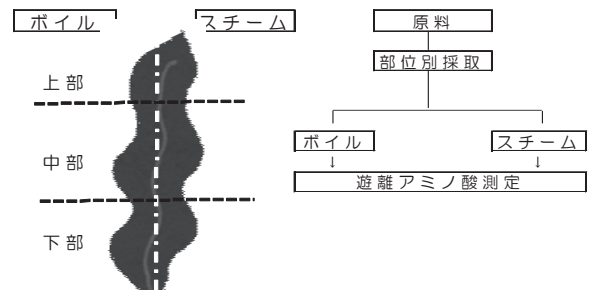 ボイル
スチーム
上部
中部
下部
原料
部位別採取
↓
↓
ボイル
スチーム
↓
↓
遊離アミノ酸測定